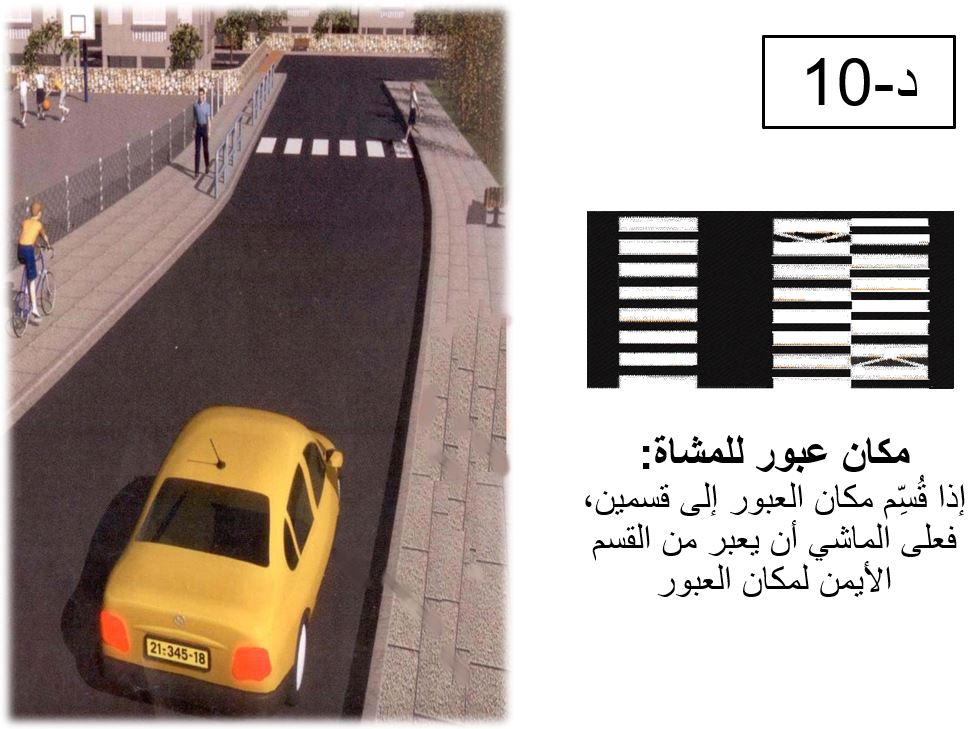 د-10
مكان عبور للمشاة:
إذا قُسِّم مكان العبور إلى قسمين،
فعلى الماشي أن يعبر من القسم
الأيمن لمكان العبور
21-345-18